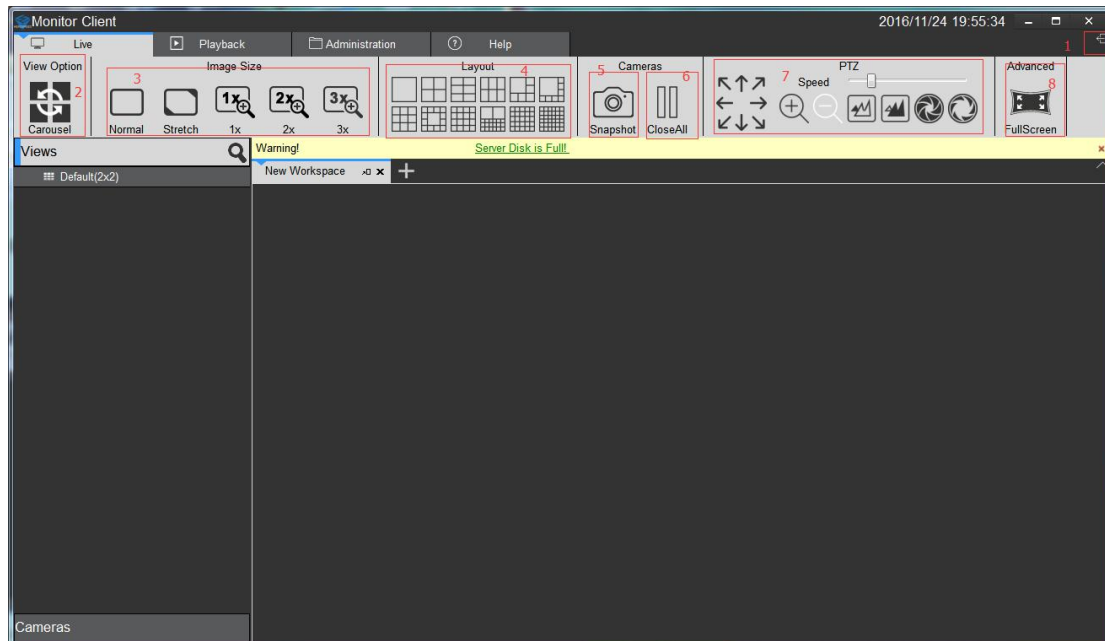 Monitor Client 2016/11/24 19:55:34
Live Playback Administration Help 1
View Option Image Size Layout Cameras PTZ Advanced
2 3 4 5 6 7 Speed 8
1x 2x 3x
Carousel Normal Stretch 1x 2x 3x Snapshot CloseAll FullScreen
Views Warning! Server Disk is Full!
Default(2x2) New Workspace
Cameras